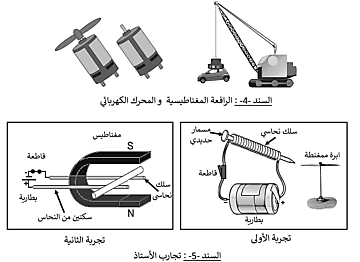 السند -4- : الرافعة المغناطيسية و المحرك الكهربائي
مسمار
حديدي
سلك نحاسي
ابرة ممغنطة
قاطعة
بطارية
+
-
تجربة الأولى
مغناطيس
S
قاطعة
+
-
بطارية
سلك
نحاسي
سكتين من النحاس
N
تجربة الثانية
السند -5- : تجارب الأستاذ